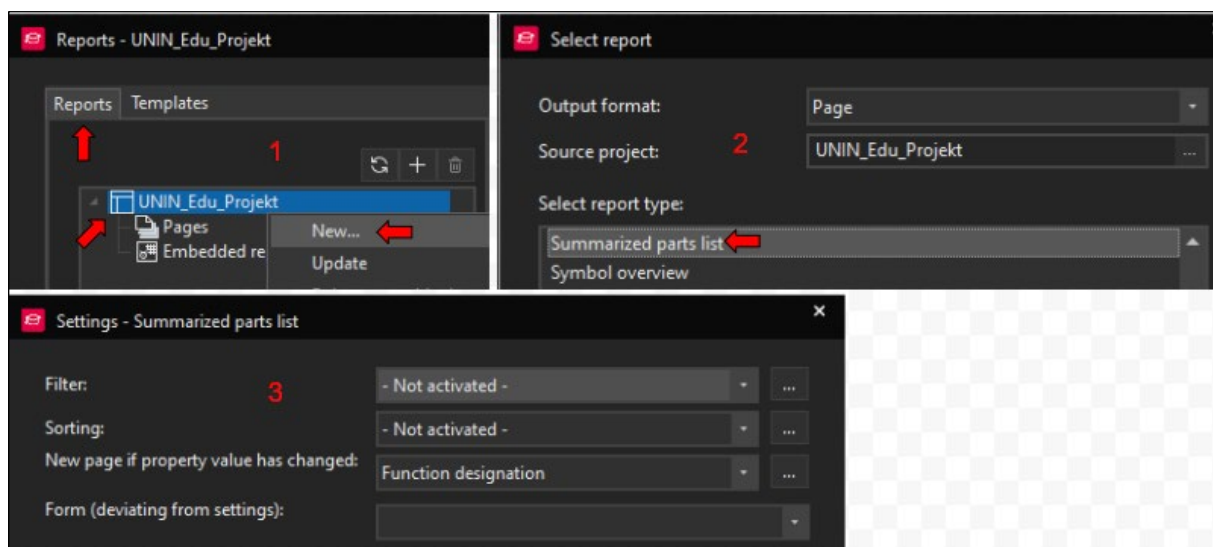 Reports - UNIN_Edu_Projekt
Reports Templates
1
UNIN_Edu_Projekt
Pages
New...
Embedded re
Update
Select report
Output format: Page
Source project: 2 UNIN_Edu_Projekt ...
Select report type:
Summarized parts list
Symbol overview
Settings - Summarized parts list
Filter: 3 - Not activated - ...
Sorting: - Not activated - ...
New page if property value has changed: Function designation ...
Form (deviating from settings):